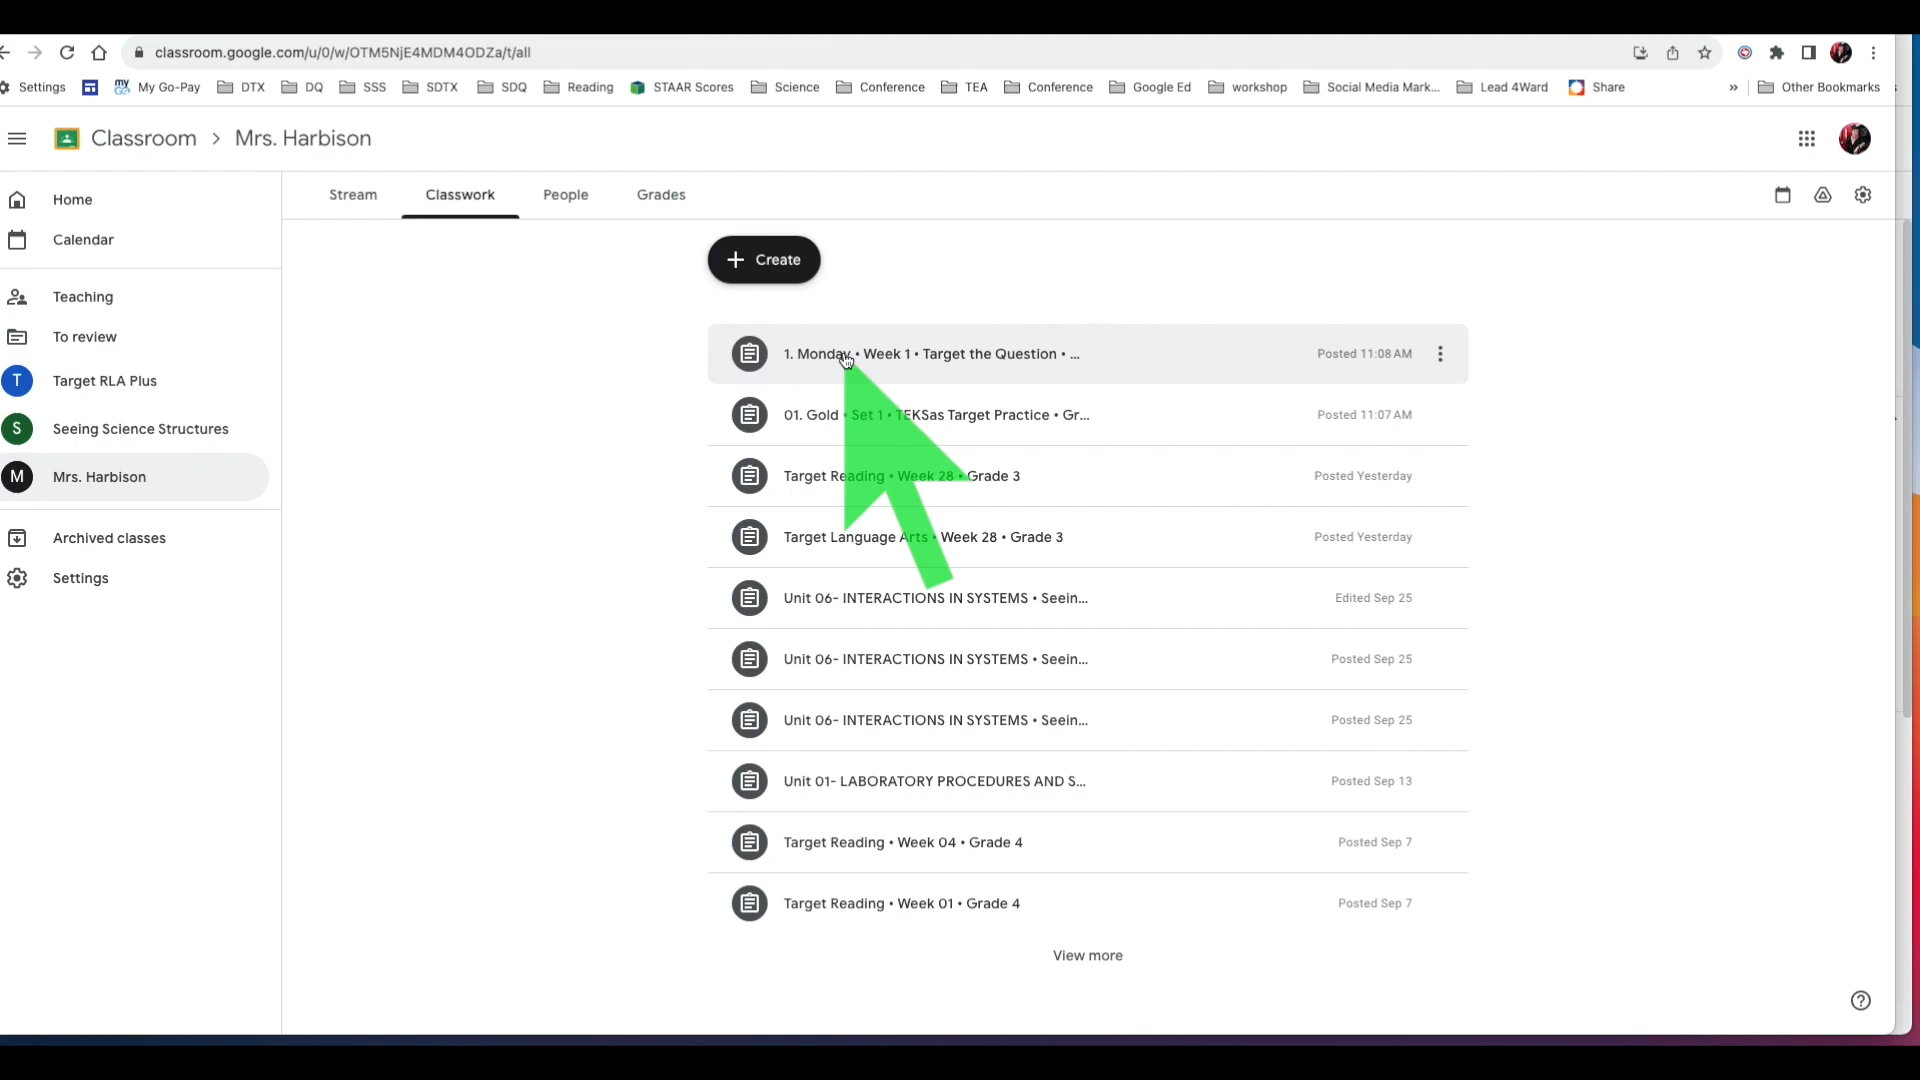 classroom.google.com/u/0/w/OTM5NjE4MDM4ODZa/t/all
Settings My Go-Pay DTX DQ SSS SDTX SDQ Reading STAAR Scores Science Conference TEA Conference Google Ed workshop Social Media Mark... Lead 4Ward Share » Other Bookmarks
Classroom > Mrs. Harbison
Stream Classwork People Grades
Home
Calendar
Teaching
To review
T Target RLA Plus
S Seeing Science Structures
M Mrs. Harbison
Archived classes
Settings
+ Create
1. Monday • Week 1 • Target the Question • ... Posted 11:08 AM
01. Gold • Set 1 • TEKSas Target Practice • Gr... Posted 11:07 AM
Target Reading • Week 28 • Grade 3 Posted Yesterday
Target Language Arts • Week 28 • Grade 3 Posted Yesterday
Unit 06- INTERACTIONS IN SYSTEMS • Seein... Edited Sep 25
Unit 06- INTERACTIONS IN SYSTEMS • Seein... Posted Sep 25
Unit 06- INTERACTIONS IN SYSTEMS • Seein... Posted Sep 25
Unit 01- LABORATORY PROCEDURES AND S... Posted Sep 13
Target Reading • Week 04 • Grade 4 Posted Sep 7
Target Reading • Week 01 • Grade 4 Posted Sep 7
View more